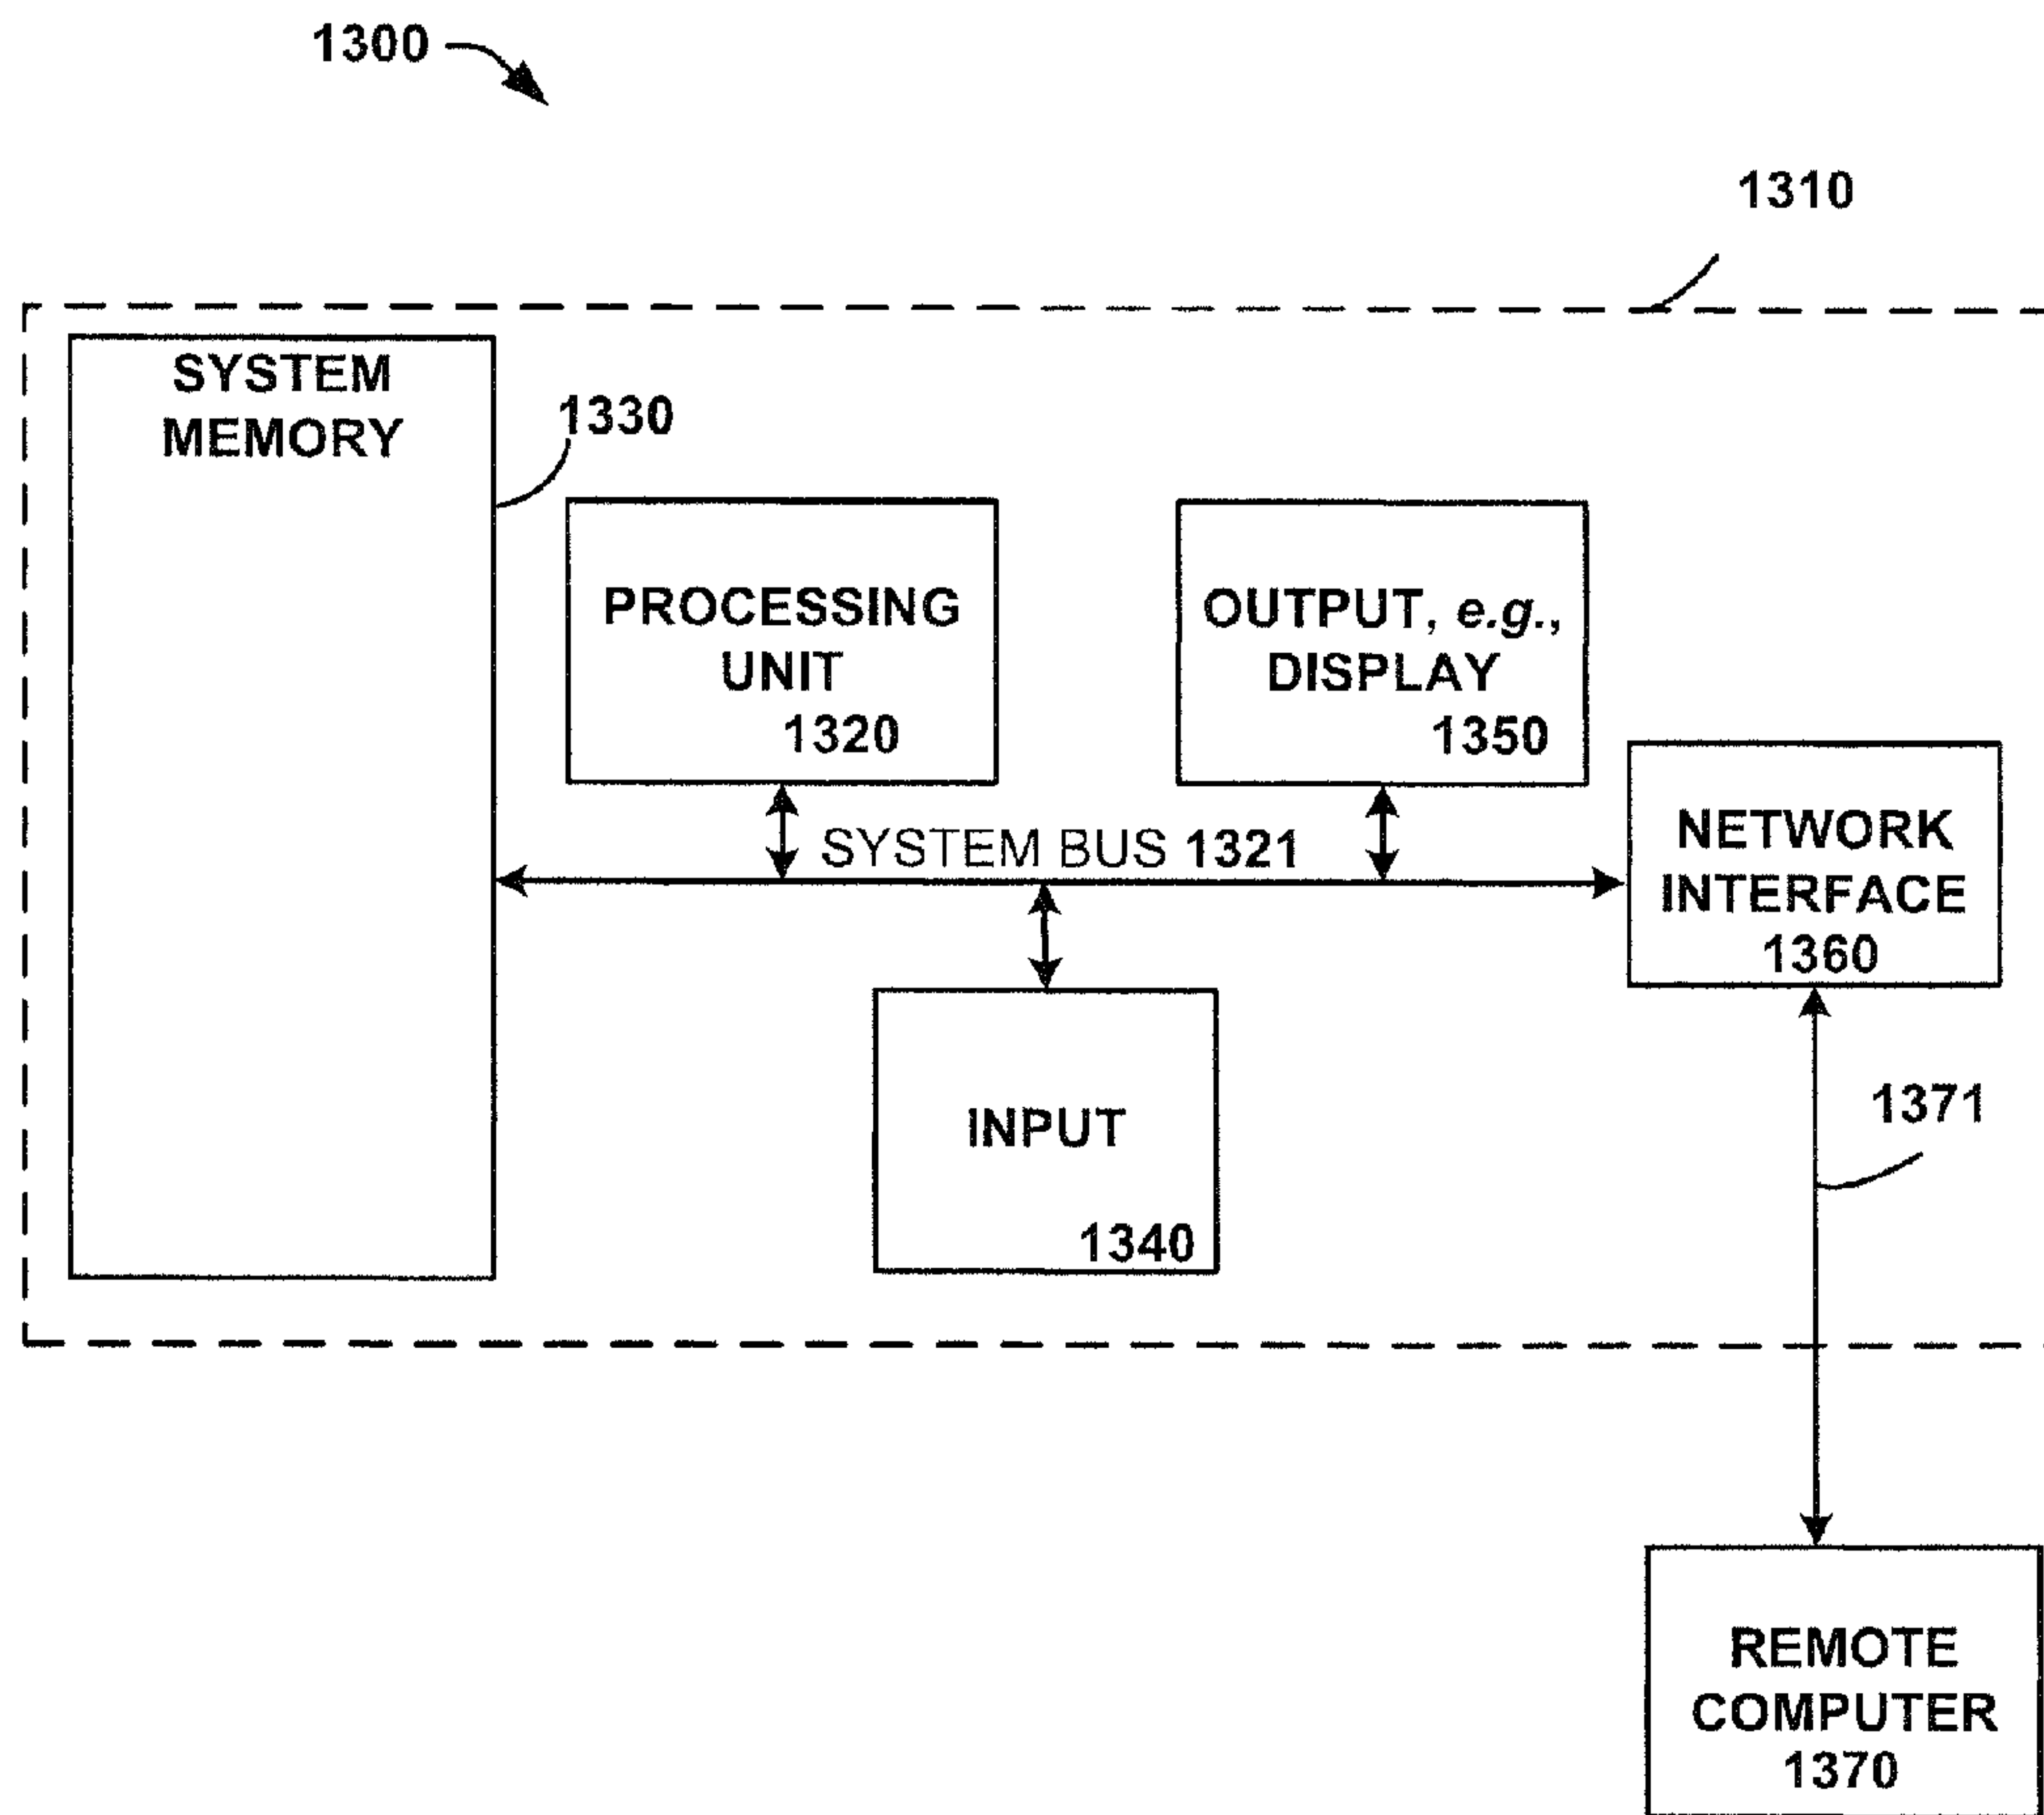 1300
1310
SYSTEM
MEMORY
1330
PROCESSING
UNIT
1320
OUTPUT, e.g.,
DISPLAY
1350
SYSTEM BUS 1321
NETWORK
INTERFACE
1360
INPUT
1340
1371
REMOTE
COMPUTER
1370